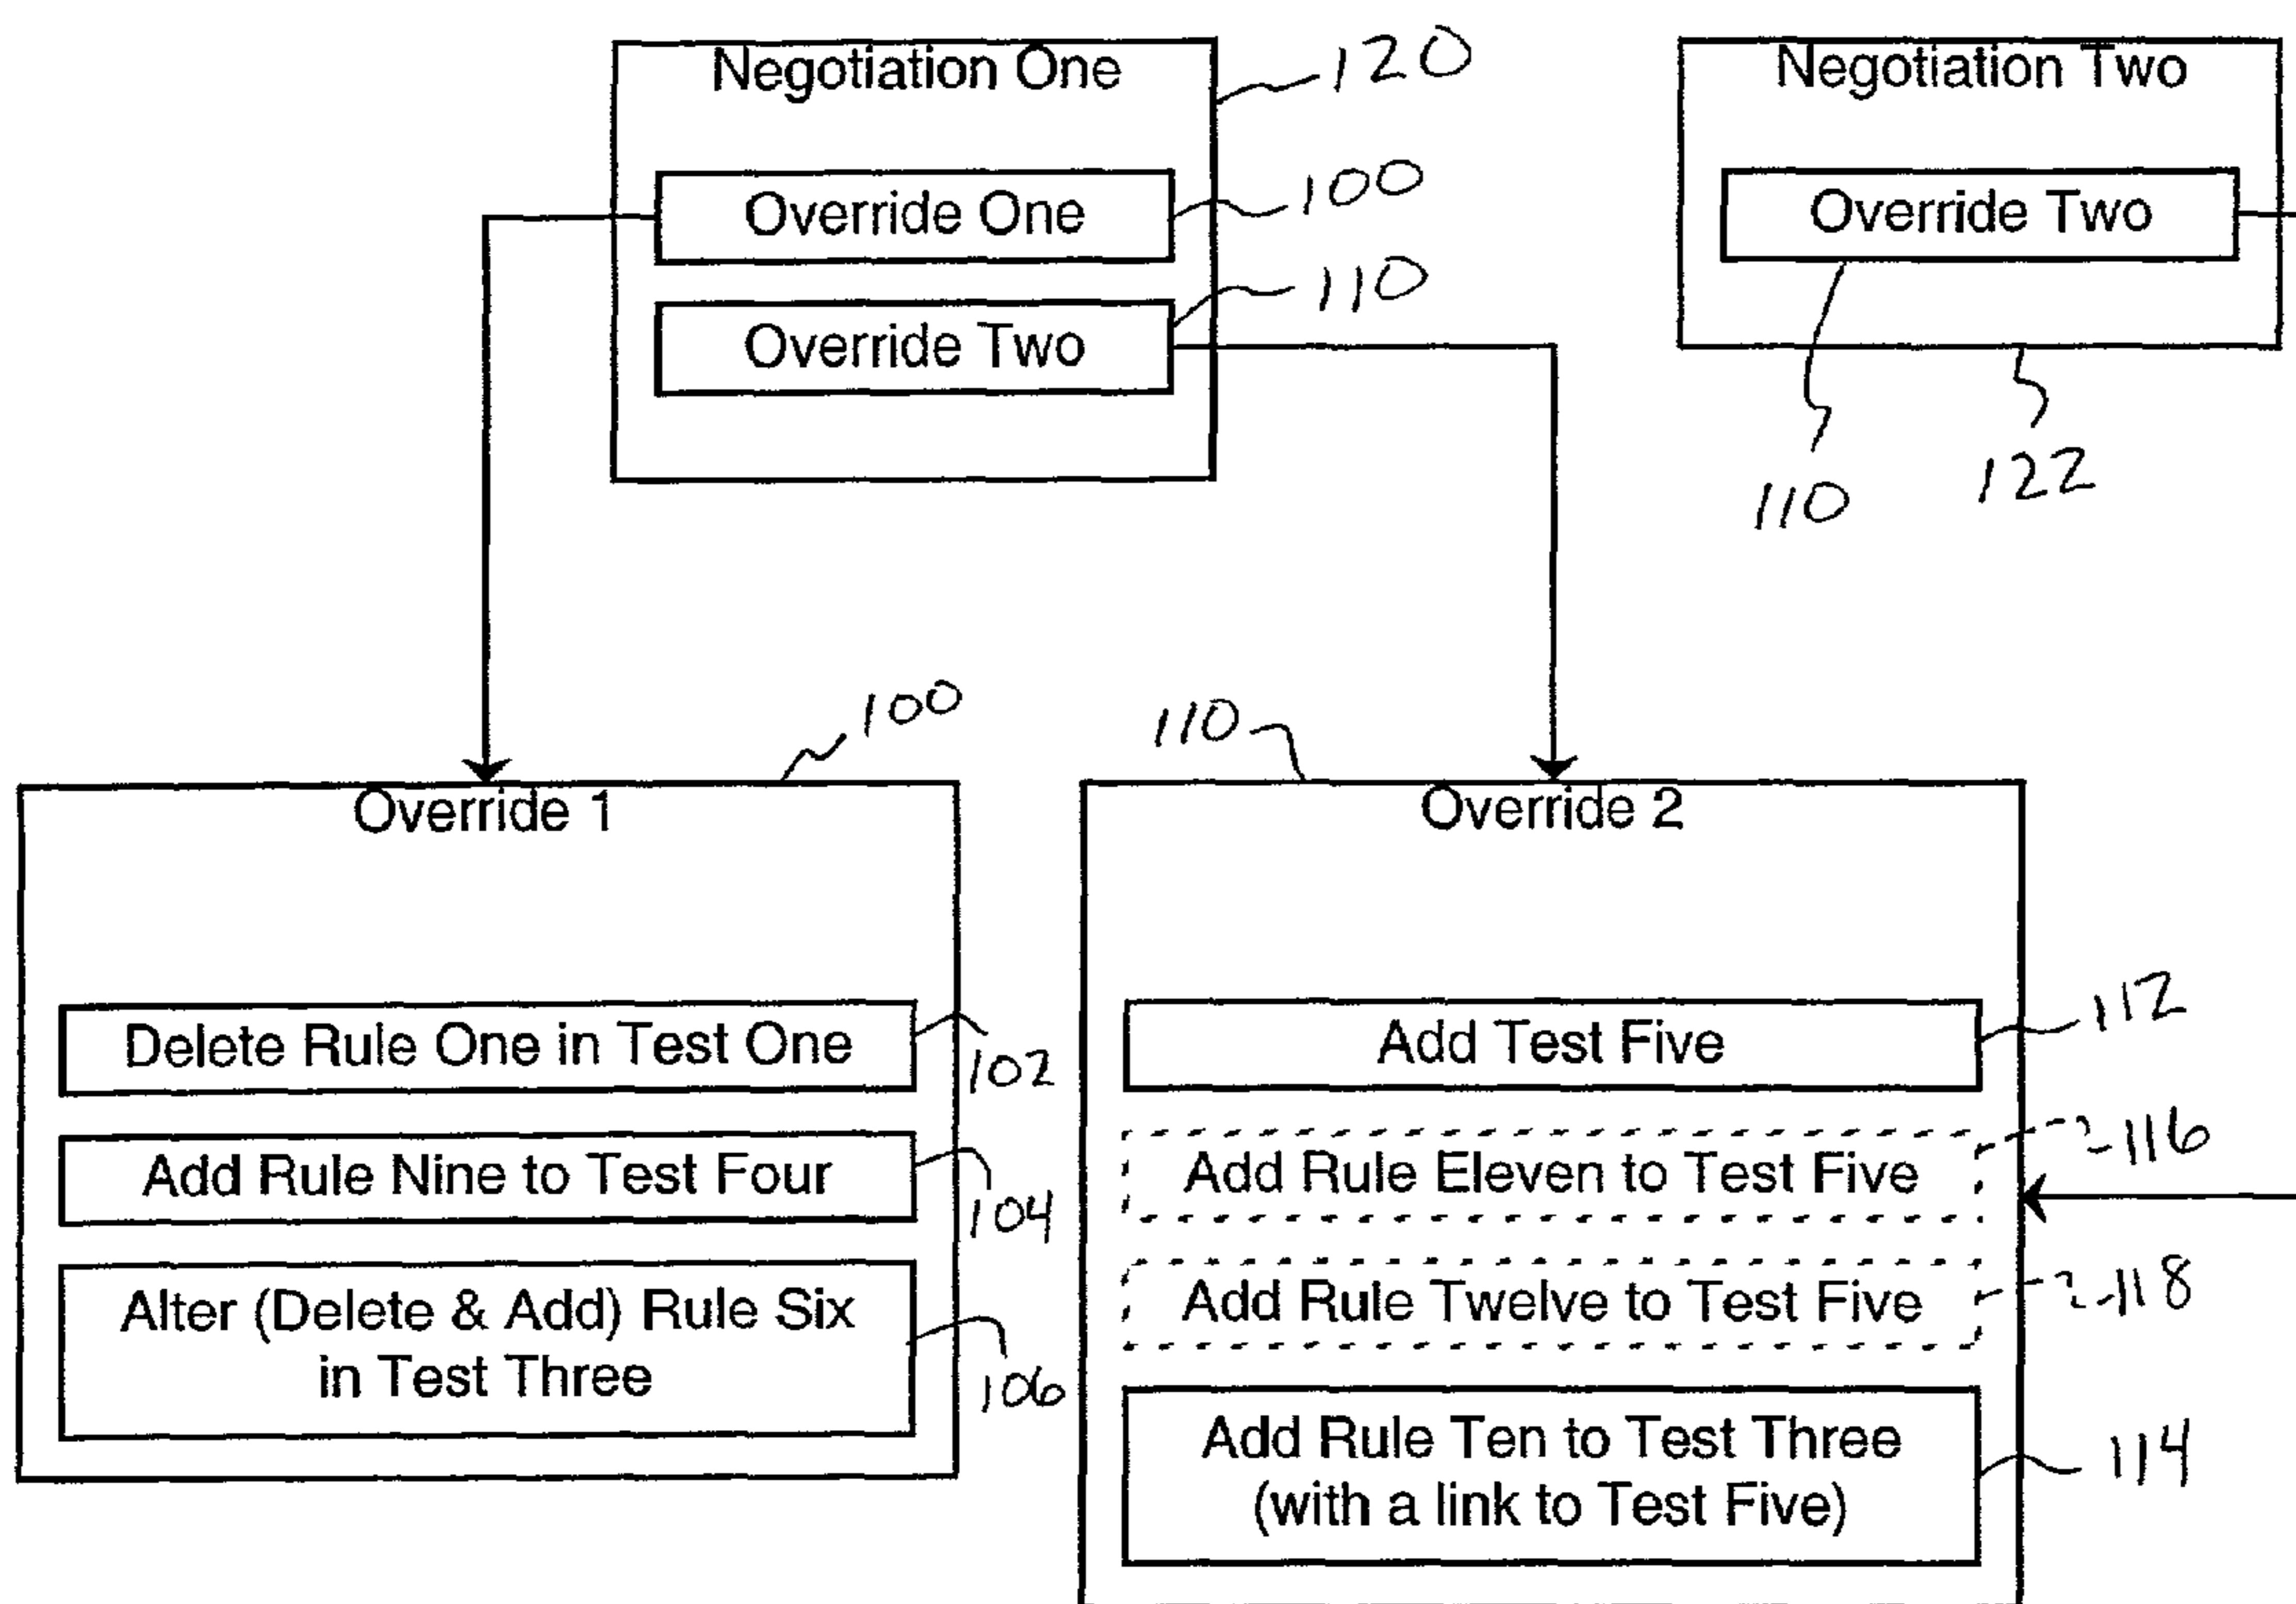 Negotiation One
120
Override One
100
Override Two
110
Negotiation Two
Override Two
110
122
Override 1
100
Delete Rule One in Test One
102
Add Rule Nine to Test Four
104
Alter (Delete & Add) Rule Six
in Test Three
106
Override 2
110
Add Test Five
112
Add Rule Eleven to Test Five
116
Add Rule Twelve to Test Five
118
Add Rule Ten to Test Three
(with a link to Test Five)
114